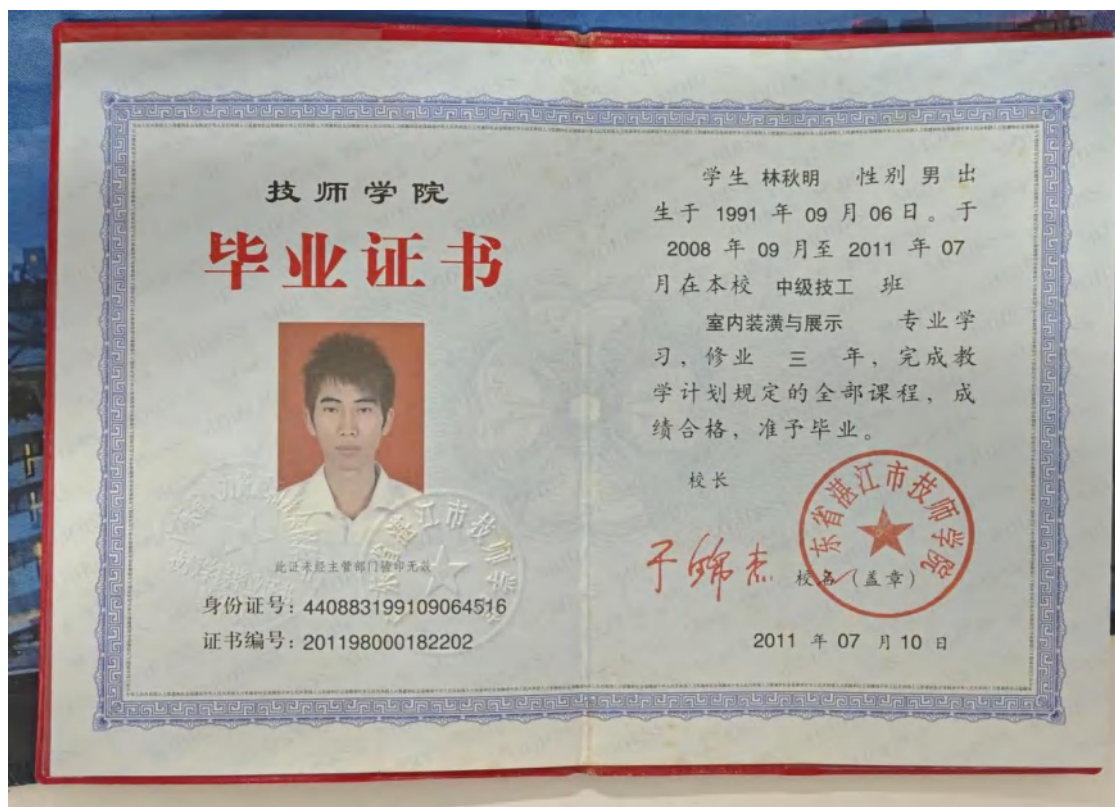 技师学院
毕业证书
此证未经主管部门验印无效
身份证号：440883199109064516
证书编号：201198000182202
学生 林秋明 性别 男 出
生于 1991 年 09 月 06 日。于
2008 年 09 月至 2011 年 07
月在本校 中级技工 班
室内装潢与展示 专业学
习，修业 三 年，完成教
学计划规定的全部课程，成
绩合格，准予毕业。
校长
校名（盖章）
东省湛江市技师学院
2011 年 07 月 10 日